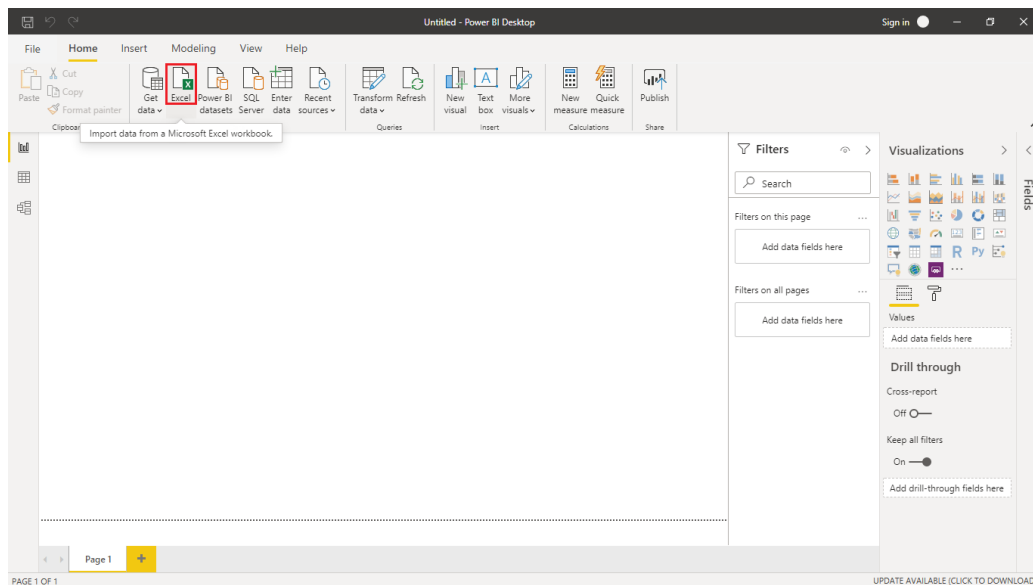 Untitled - Power BI Desktop
Sign in
File Home Insert Modeling View Help
Paste
Cut
Copy
Format painter
Get data
Excel
Power BI datasets
SQL Server
Enter data
Recent sources
Transform data
Refresh
New visual
Text box
More visuals
New measure
Quick measure
Publish
Clipboar
Queries
Insert
Calculations
Share
Import data from a Microsoft Excel workbook.
Filters
Search
Filters on this page
...
Add data fields here
Filters on all pages
...
Add data fields here
Visualizations
R Py
...
Values
Add data fields here
Drill through
Cross-report
Off
Keep all filters
On
Add drill-through fields here
Fields
Page 1
+
PAGE 1 OF 1
UPDATE AVAILABLE (CLICK TO DOWNLOAD